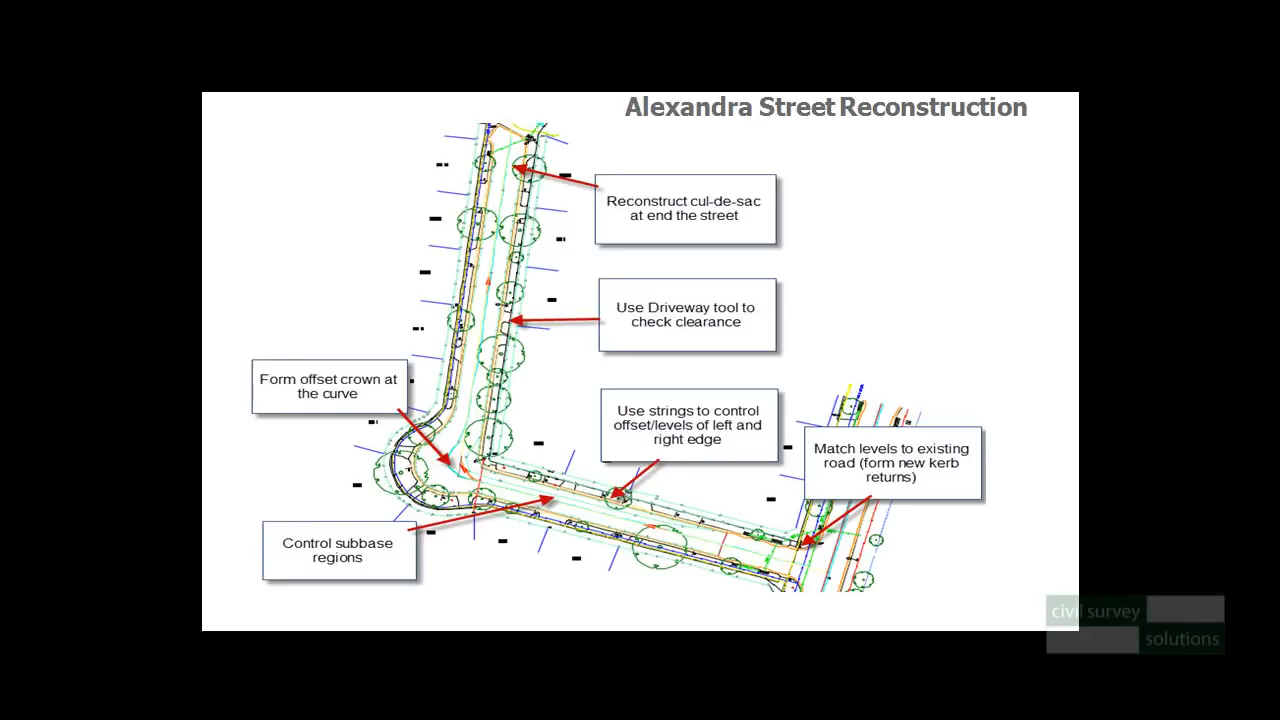 Alexandra Street Reconstruction
Reconstruct cul-de-sac
at end the street
Use Driveway tool to
check clearance
Form offset crown at
the curve
Use strings to control
offset/levels of left and
right edge
Match levels to existing
road (form new kerb
returns)
Control subbase
regions
civil survey
solutions